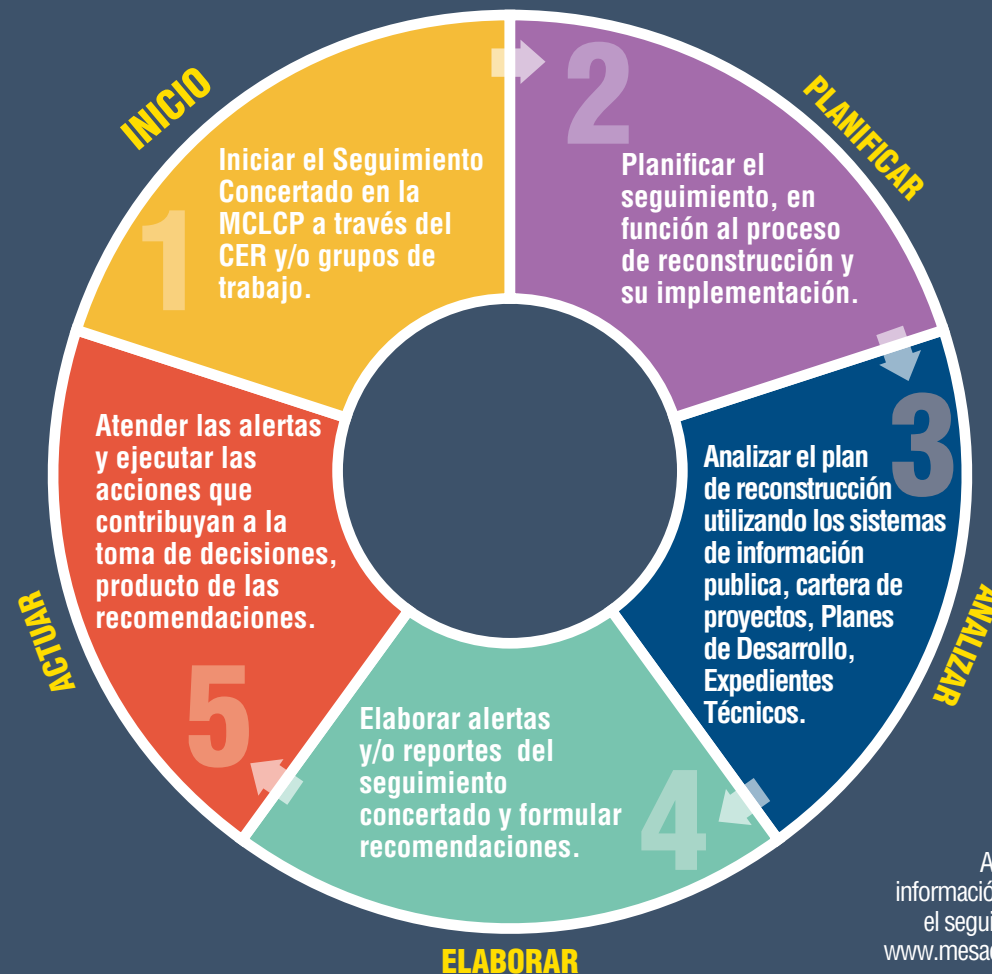 INICIO
1
Iniciar el Seguimiento
Concertado en la
MCLCP a través del
CER y/o grupos de
trabajo.
PLANIFICAR
2
Planificar el
seguimiento, en
función al proceso
de reconstrucción y
su implementación.
ANALIZAR
3
Analizar el plan
de reconstrucción
utilizando los sistemas
de información
publica, cartera de
proyectos, Planes
de Desarrollo,
Expedientes
Técnicos.
ELABORAR
4
Elaborar alertas
y/o reportes del
seguimiento
concertado y formular
recomendaciones.
ACTUAR
5
Atender las alertas
y ejecutar las
acciones que
contribuyan a la
toma de decisiones,
producto de las
recomendaciones.
el